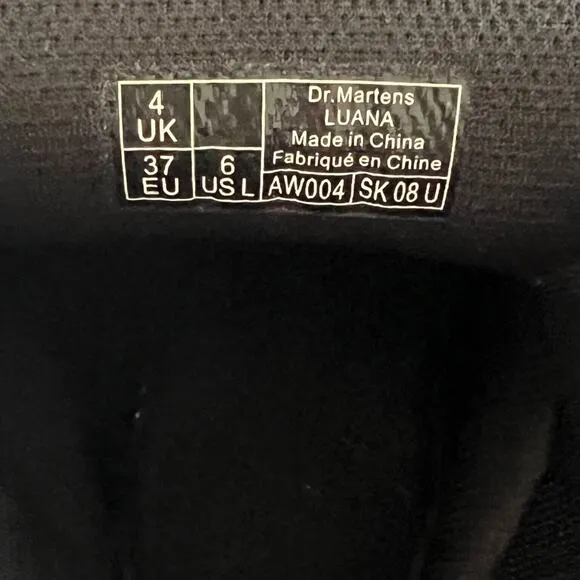 4
UK
37
EU
6
US L
Dr.Martens
LUANA
Made in China
Fabriqué en Chine
AW004 SK 08 U